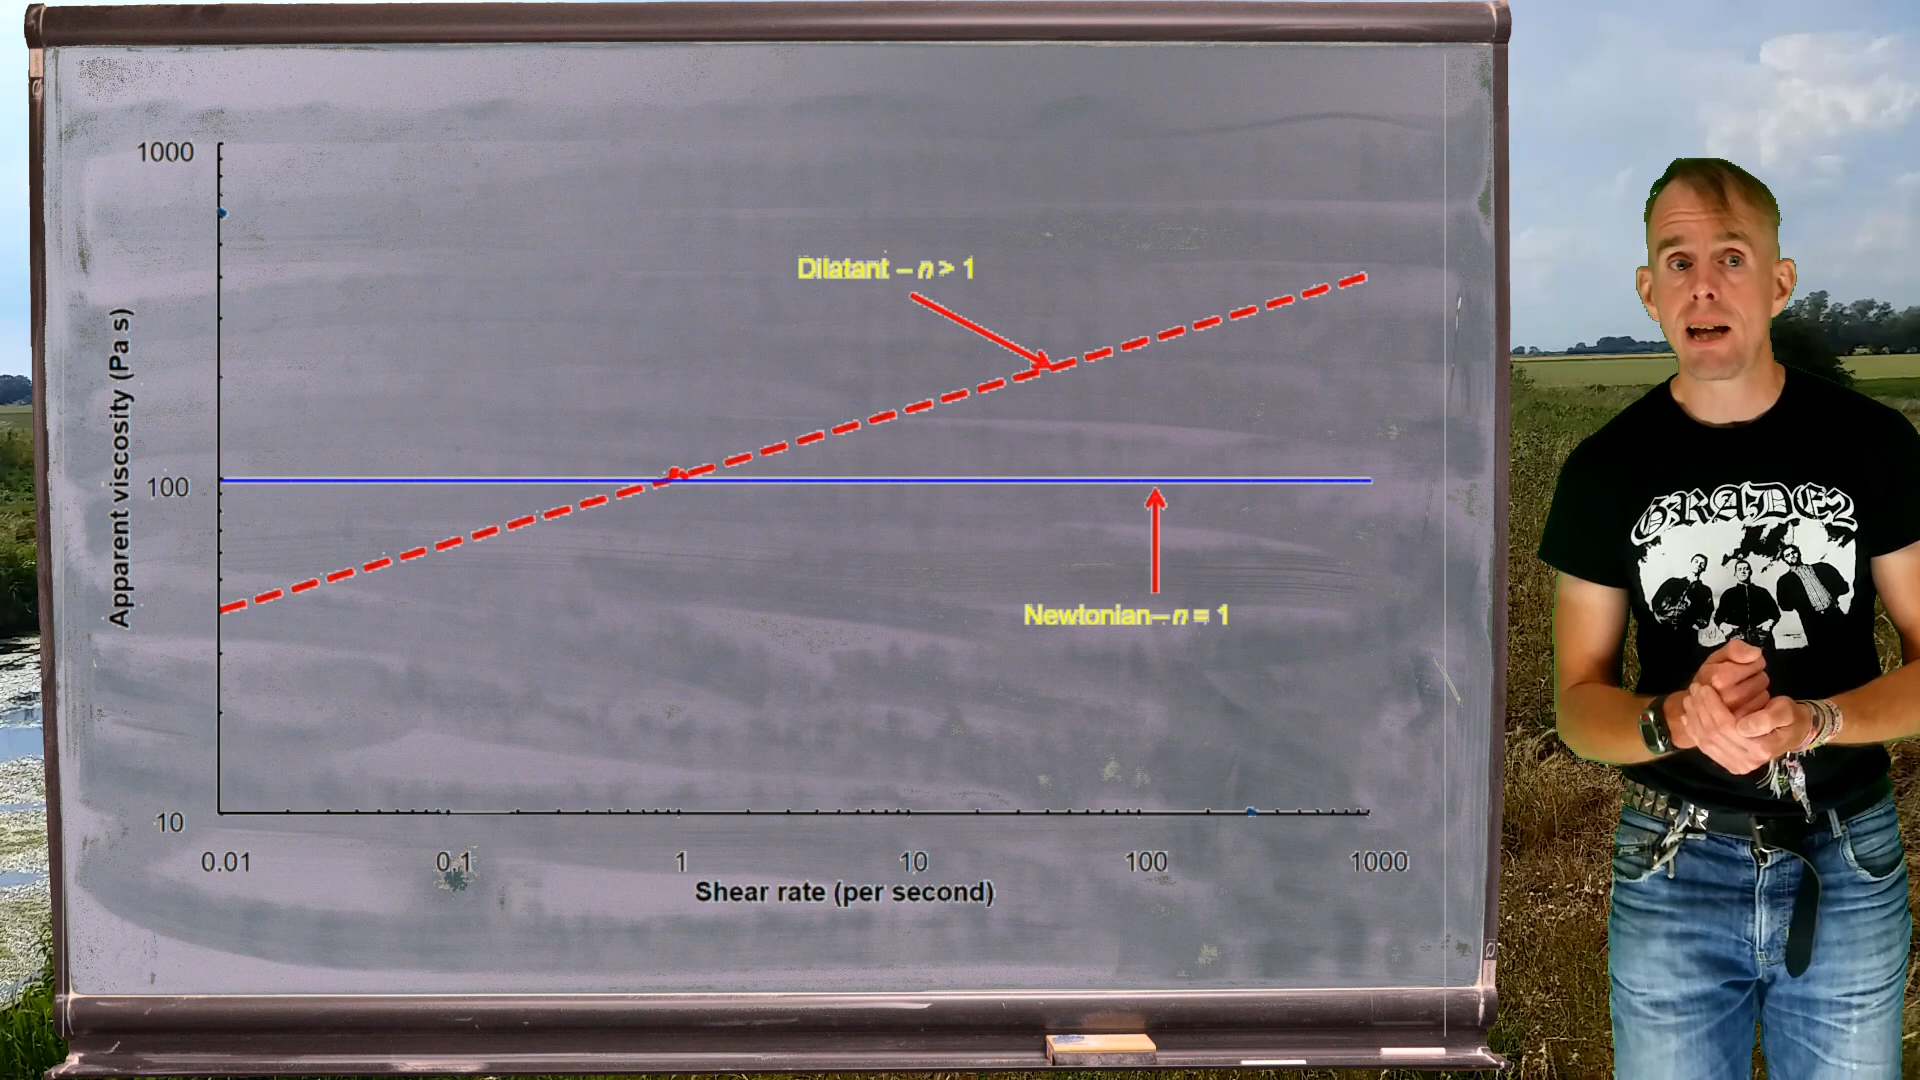 1000
Dilatant – n > 1
Apparent viscosity (Pa s)
100
Newtonian– n = 1
10
0.01 0.1 1 10 100 1000
Shear rate (per second)
GRADE2